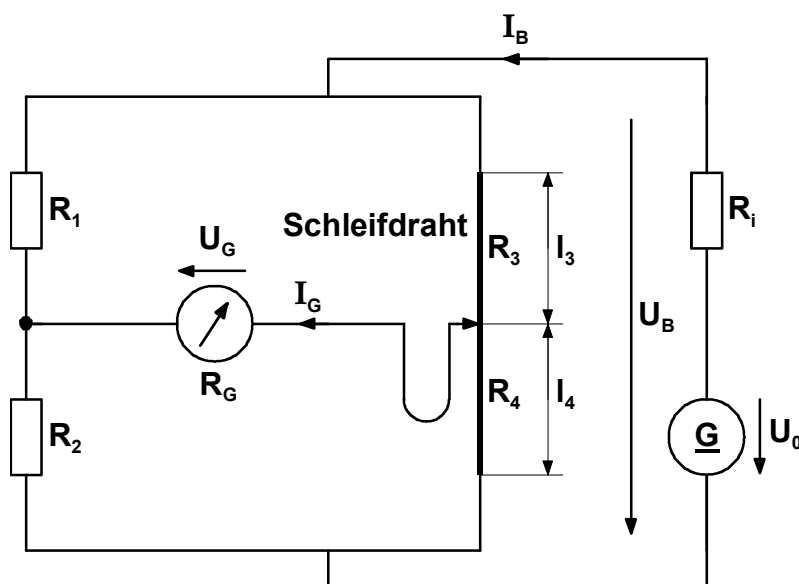 I_B
R_1
Schleifdraht
R_i
U_G
R_3
l_3
I_G
U_B
R_G
R_4
l_4
R_2
G
U_0